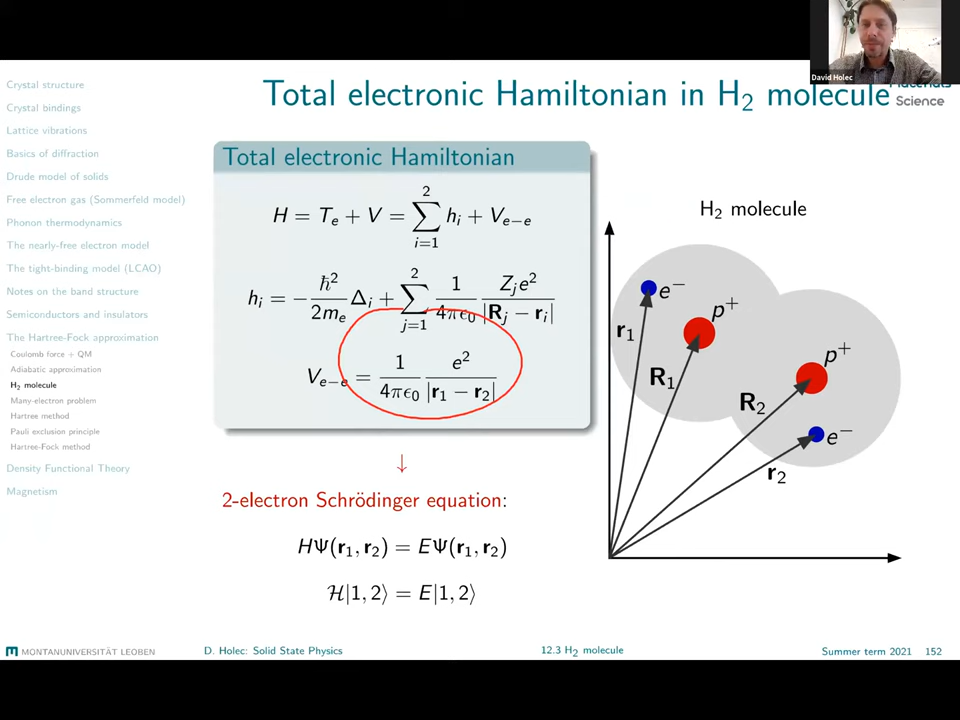 David Holec
Total electronic Hamiltonian in H₂ molecule
Science
Crystal structure
Crystal bindings
Lattice vibrations
Basics of diffraction
Drude model of solids
Free electron gas (Sommerfeld model)
Phonon thermodynamics
The nearly-free electron model
The tight-binding model (LCAO)
Notes on the band structure
Semiconductors and insulators
The Hartree-Fock approximation
Coulomb force + QM
Adiabatic approximation
H₂ molecule
Many-electron problem
Hartree method
Pauli exclusion principle
Hartree-Fock method
Density Functional Theory
Magnetism
Total electronic Hamiltonian
H = Tₑ + V = ∑_{i=1}^{2} hᵢ + V_{e−e}
hᵢ = − ℏ²/2mₑ Δᵢ + ∑_{j=1}^{2} 1/4πϵ₀ Zⱼe²/|Rⱼ − rᵢ|
V_{e−e} = 1/4πϵ₀ e²/|r₁ − r₂|
↓
2-electron Schrödinger equation:
HΨ(r₁, r₂) = EΨ(r₁, r₂)
ℋ|1, 2⟩ = E|1, 2⟩
H₂ molecule
e⁻
p⁺
r₁
R₁
p⁺
R₂
e⁻
r₂
MONTANUNIVERSITÄT LEOBEN
D. Holec: Solid State Physics
12.3 H₂ molecule
Summer term 2021 152